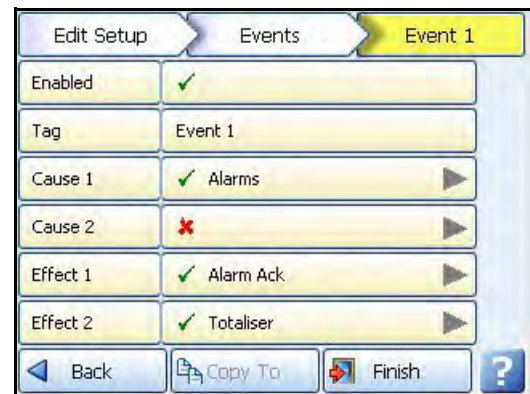 Edit Setup Events Event 1
Enabled ✓
Tag Event 1
Cause 1 ✓ Alarms
Cause 2 ✗
Effect 1 ✓ Alarm Ack
Effect 2 ✓ Totaliser
Back Copy To Finish ?